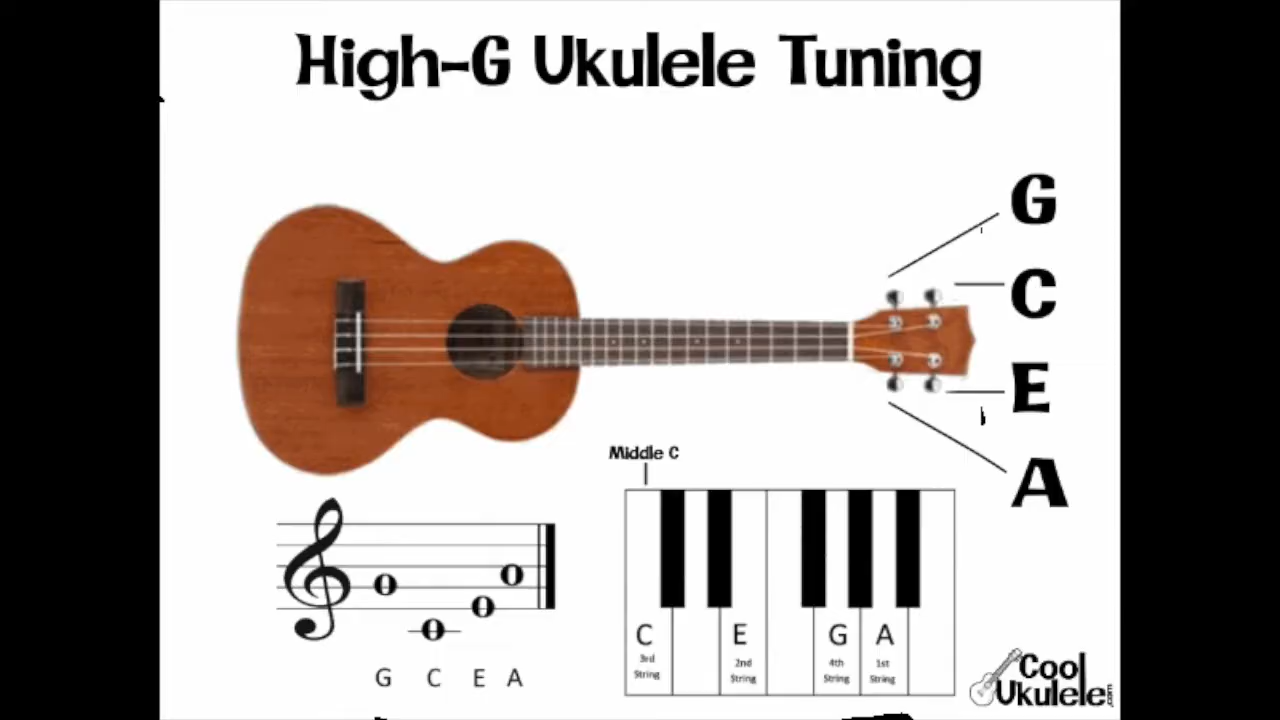 High-G Ukulele Tuning
G
C
E
A
Middle C
C E G A
3rd String
2nd String
4th String
1st String
G C E A
Cool
Ukulele.com